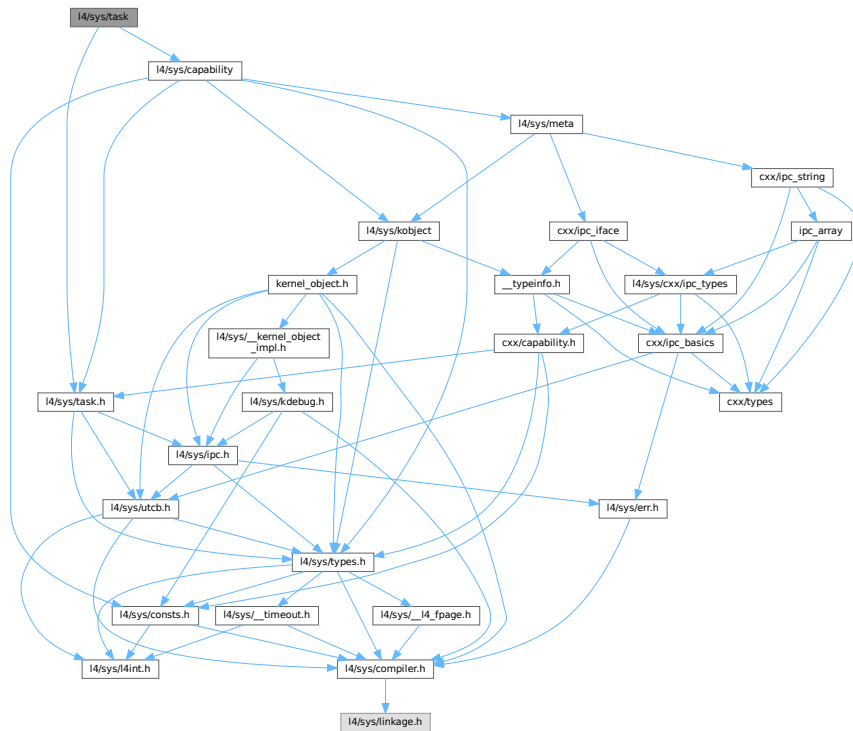 l4/sys/task
l4/sys/capability
l4/sys/meta
cxx/ipc_string
l4/sys/kobject
cxx/ipc_iface
ipc_array
kernel_object.h
__typeinfo.h
l4/sys/cxx/ipc_types
l4/sys/__kernel_object
_impl.h
cxx/capability.h
cxx/ipc_basics
l4/sys/task.h
l4/sys/kdebug.h
cxx/types
l4/sys/ipc.h
l4/sys/utcb.h
l4/sys/err.h
l4/sys/types.h
l4/sys/consts.h
l4/sys/__timeout.h
l4/sys/__l4_fpage.h
l4/sys/l4int.h
l4/sys/compiler.h
l4/sys/linkage.h